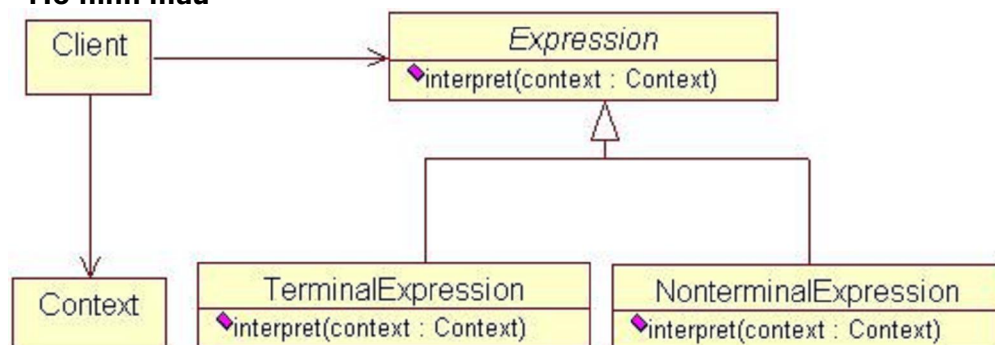 Client
Expression
interpret(context : Context)
Context
TerminalExpression
interpret(context : Context)
NonterminalExpression
interpret(context : Context)